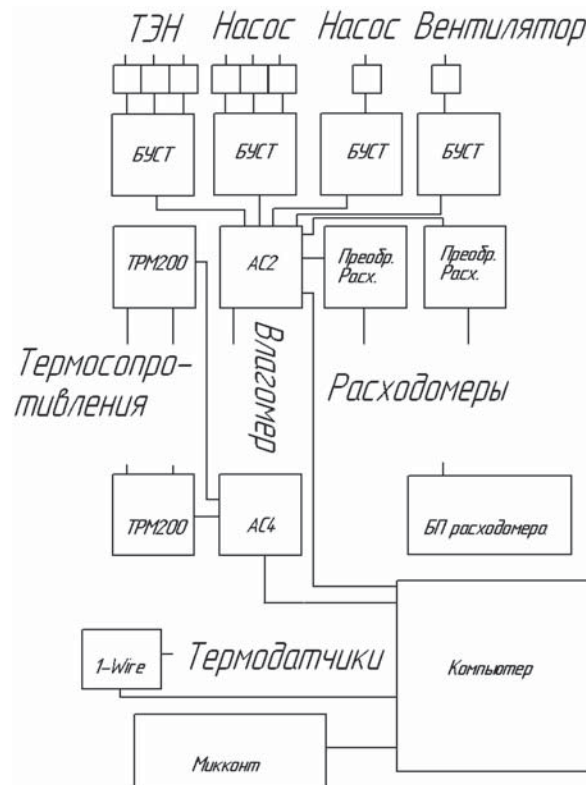 ТЭН Насос Насос Вентилятор
БУСТ БУСТ БУСТ БУСТ
ТРМ200 АС2 Преобр. Преобр.
Расх. Расх.
Термосопро-
тивления
Влагомер
Расходомеры
ТРМ200 АС4 БП расходомера
1-Wire Термодатчики Компьютер
Микконт